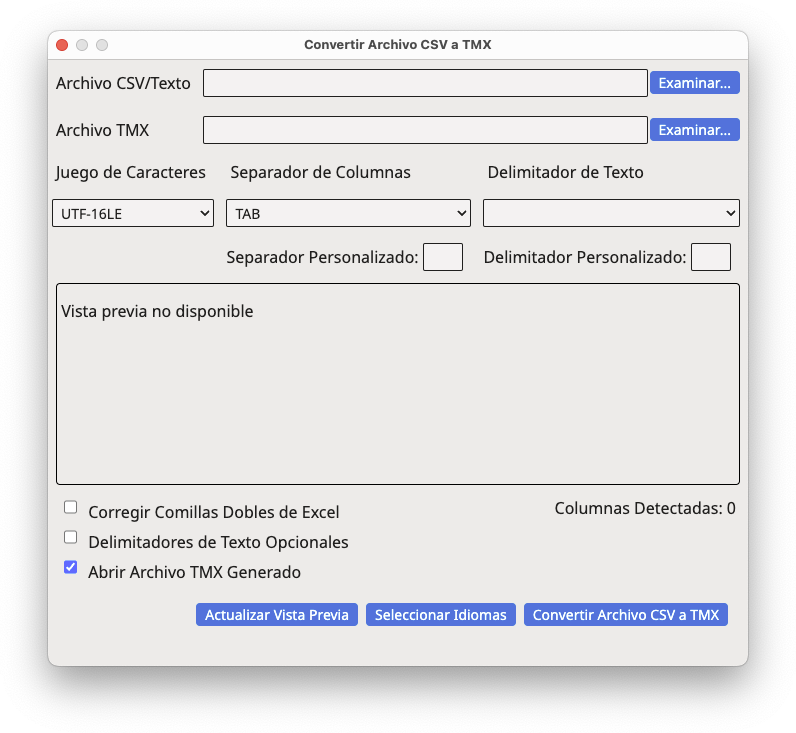 Convertir Archivo CSV a TMX
Archivo CSV/Texto
Examinar...
Archivo TMX
Examinar...
Juego de Caracteres
Separador de Columnas
Delimitador de Texto
UTF-16LE
TAB
Separador Personalizado:
Delimitador Personalizado:
Vista previa no disponible
Corregir Comillas Dobles de Excel
Columnas Detectadas: 0
Delimitadores de Texto Opcionales
Abrir Archivo TMX Generado
Actualizar Vista Previa
Seleccionar Idiomas
Convertir Archivo CSV a TMX